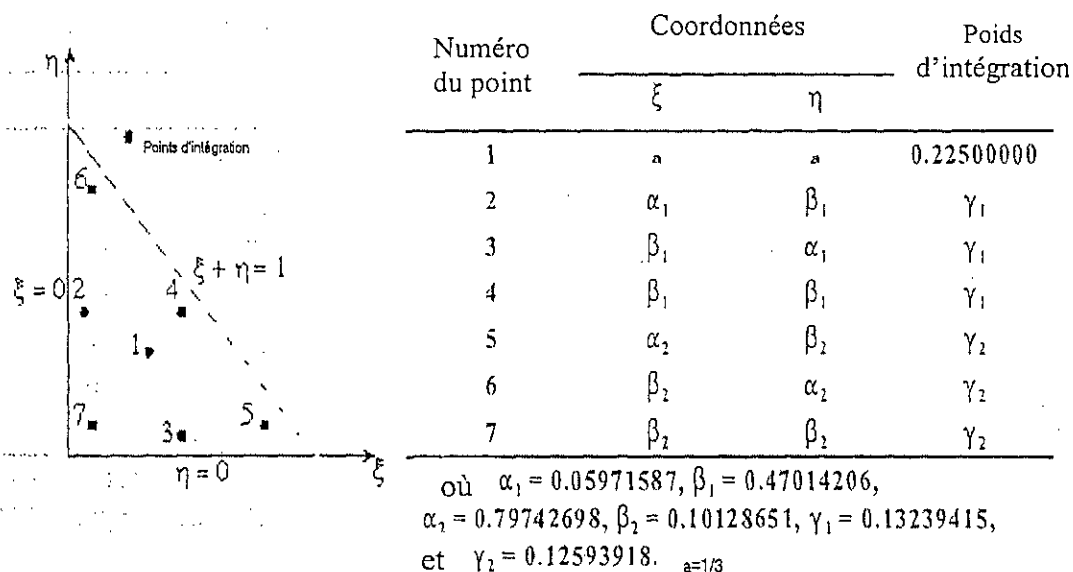 η
Points d'intégration
6
ξ + η = 1
ξ = 0 2
4
1
7
3
5
η = 0
ξ
Numéro du point
Coordonnées
Poids d'intégration
ξ η
1 a a 0.22500000
2 α₁ β₁ γ₁
3 β₁ α₁ γ₁
4 β₁ β₁ γ₁
5 α₂ β₂ γ₂
6 β₂ α₂ γ₂
7 β₂ β₂ γ₂
où α₁ = 0.05971587, β₁ = 0.47014206,
α₂ = 0.79742698, β₂ = 0.10128651, γ₁ = 0.13239415,
et γ₂ = 0.12593918. a=1/3